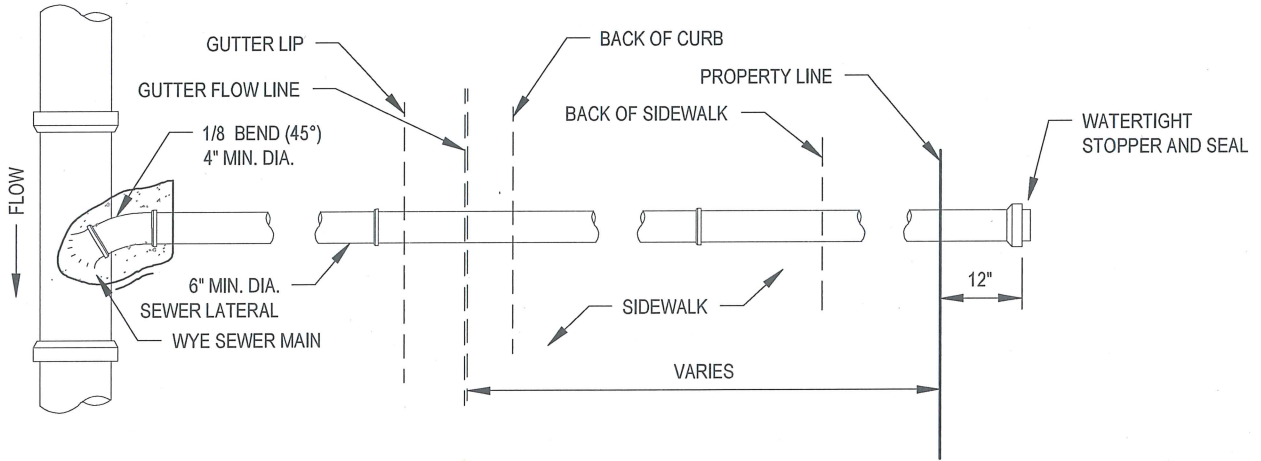 GUTTER LIP
BACK OF CURB
GUTTER FLOW LINE
PROPERTY LINE
BACK OF SIDEWALK
WATERTIGHT
STOPPER AND SEAL
1/8 BEND (45°)
4" MIN. DIA.
FLOW
6" MIN. DIA.
SEWER LATERAL
WYE SEWER MAIN
SIDEWALK
12"
VARIES